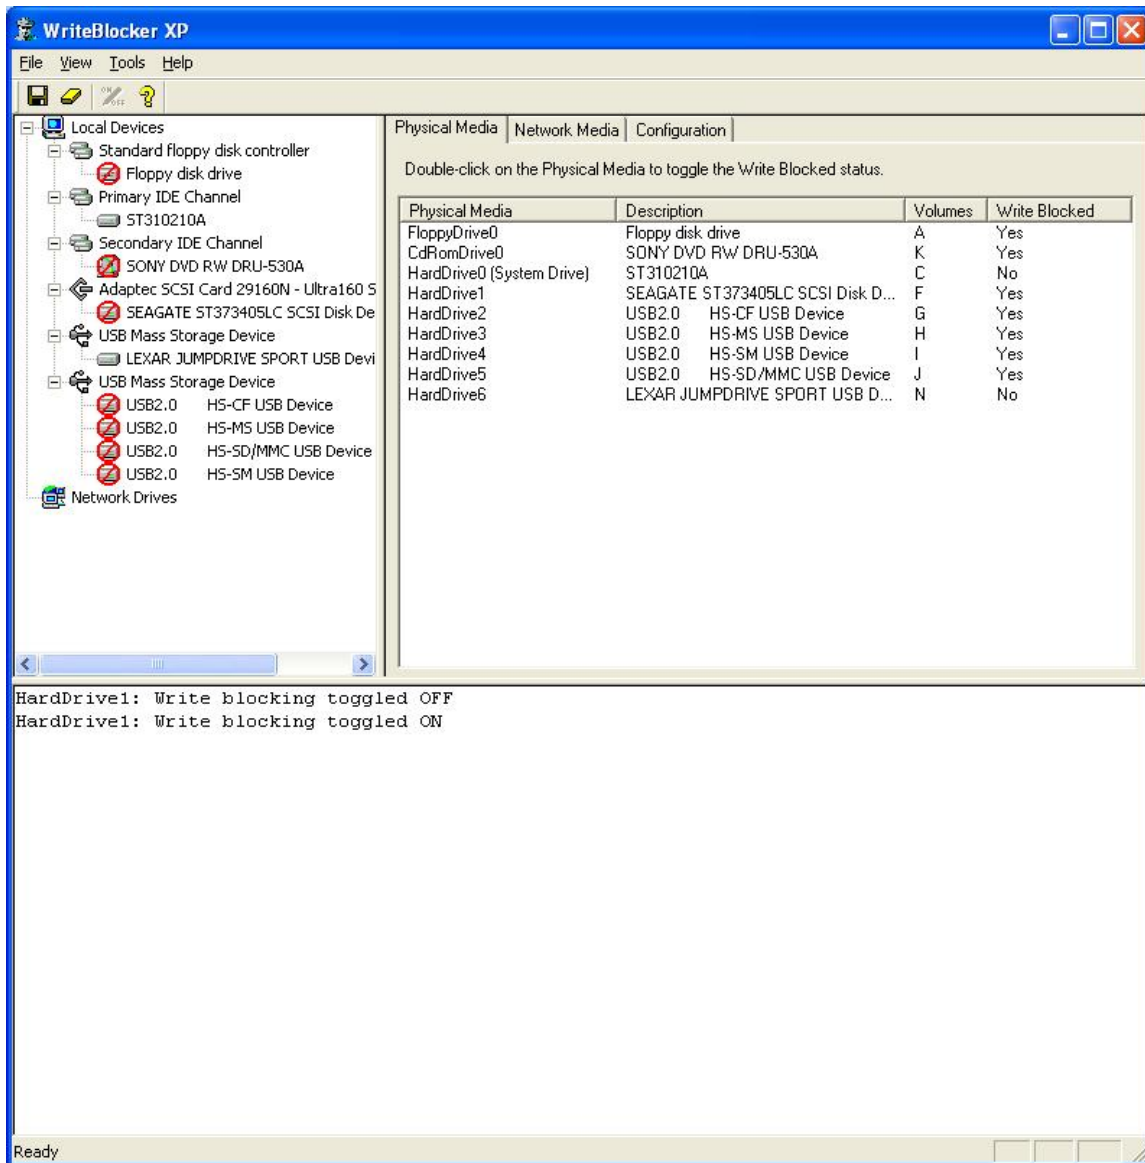 WriteBlocker XP
File View Tools Help
ON/OFF
Local Devices
Standard floppy disk controller
Floppy disk drive
Primary IDE Channel
ST310210A
Secondary IDE Channel
SONY DVD RW DRU-530A
Adaptec SCSI Card 29160N - Ultra160 S
SEAGATE ST373405LC SCSI Disk De
USB Mass Storage Device
LEXAR JUMPDRIVE SPORT USB Devi
USB Mass Storage Device
USB2.0 HS-CF USB Device
USB2.0 HS-MS USB Device
USB2.0 HS-SD/MMC USB Device
USB2.0 HS-SM USB Device
Network Drives
Physical Media Network Media Configuration
Double-click on the Physical Media to toggle the Write Blocked status.
Physical Media Description Volumes Write Blocked
FloppyDrive0 Floppy disk drive A Yes
CdRomDrive0 SONY DVD RW DRU-530A K Yes
HardDrive0 (System Drive) ST310210A C No
HardDrive1 SEAGATE ST373405LC SCSI Disk D... F Yes
HardDrive2 USB2.0 HS-CF USB Device G Yes
HardDrive3 USB2.0 HS-MS USB Device H Yes
HardDrive4 USB2.0 HS-SM USB Device I Yes
HardDrive5 USB2.0 HS-SD/MMC USB Device J Yes
HardDrive6 LEXAR JUMPDRIVE SPORT USB D... N No
HardDrive1: Write blocking toggled OFF
HardDrive1: Write blocking toggled ON
Ready